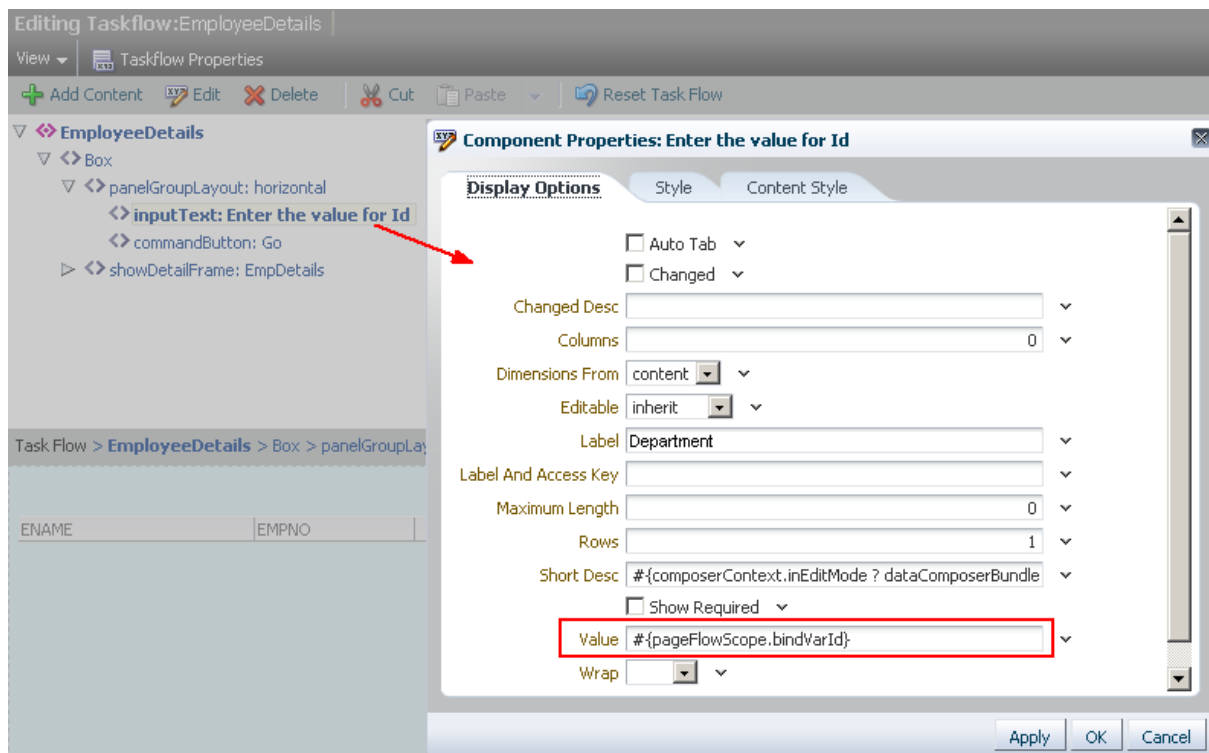 Editing Taskflow:EmployeeDetails
View
Taskflow Properties
Add Content Edit Delete Cut Paste Reset Task Flow
EmployeeDetails
Box
panelGroupLayout: horizontal
inputText: Enter the value for Id
commandButton: Go
showDetailFrame: EmpDetails
Task Flow > EmployeeDetails > Box > panelGroupLay
ENAME EMPNO
Component Properties: Enter the value for Id
Display Options Style Content Style
Auto Tab
Changed
Changed Desc
Columns 0
Dimensions From content
Editable inherit
Label Department
Label And Access Key
Maximum Length 0
Rows 1
Short Desc #{composerContext.inEditMode ? dataComposerBundle
Show Required
Value #{pageFlowScope.bindVarId}
Wrap
Apply OK Cancel